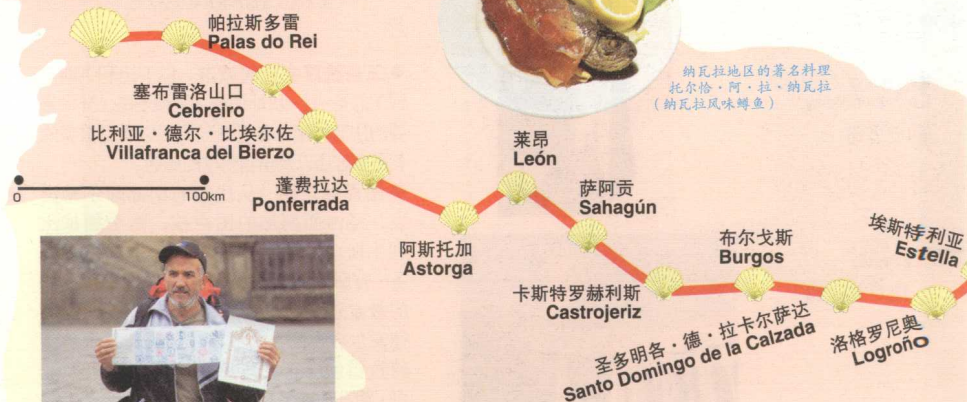 帕拉斯多雷
Palas do Rei
纳瓦拉地区的著名料理
托尔恰·阿·拉·纳瓦拉
(纳瓦拉风味鳟鱼)
塞布雷洛山口
Cebreiro
比利亚·德尔·比埃尔佐
Villafranca del Bierzo
莱昂
León
蓬费拉达
Ponferrada
萨阿贡
Sahagún
0
100km
阿斯托加
Astorga
布尔戈斯
Burgos
埃斯特利亚
Estella
卡斯特罗赫利斯
Castrojeriz
圣多明各·德·拉卡尔萨达
Santo Domingo de la Calzada
洛格罗尼奥
Logroño